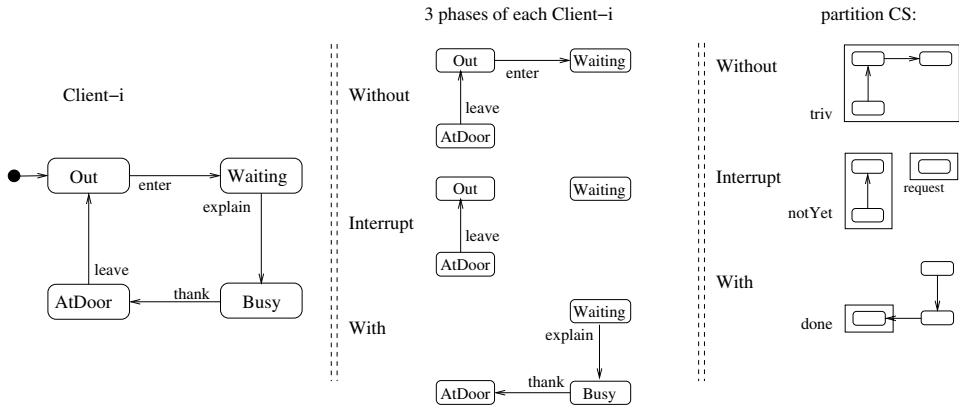 3 phases of each Client−i
partition CS:
Client−i
Out
Waiting
enter
explain
leave
AtDoor
thank
Busy
Without
Out
Waiting
enter
leave
AtDoor
Interrupt
Out
Waiting
leave
AtDoor
With
Waiting
explain
thank
AtDoor
Busy
Without
triv
Interrupt
request
notYet
With
done